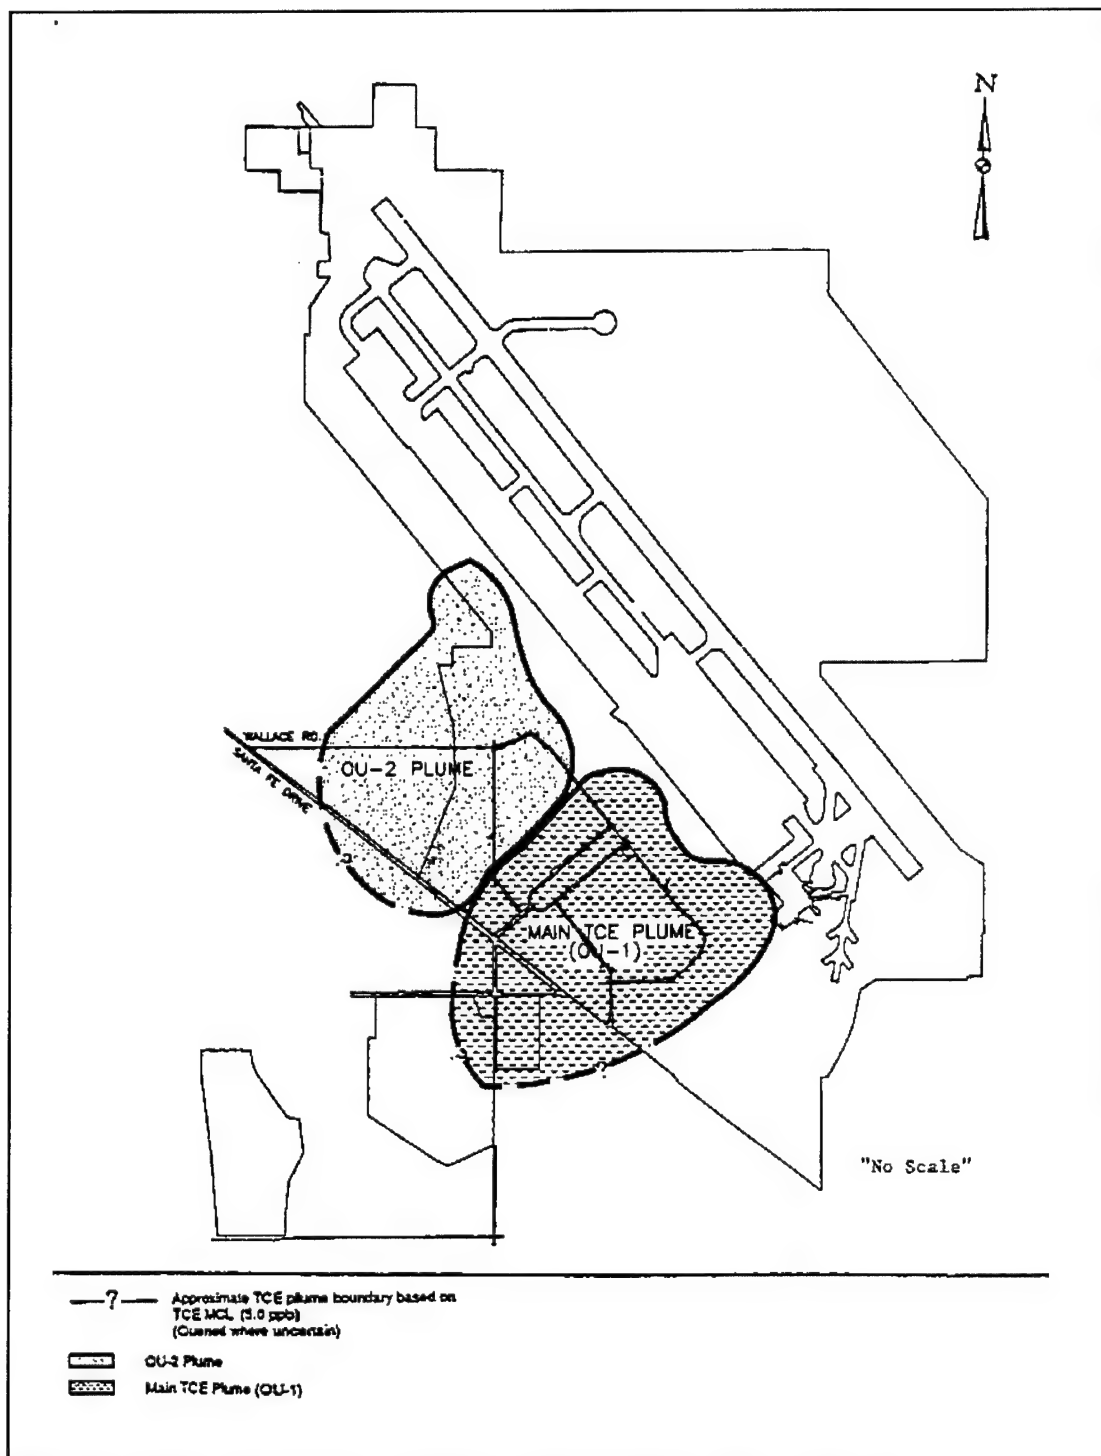 N
WALLACE RD.
SANTA FE DRIVE
OU-2 PLUME
?
MAIN TCE PLUME
(OU-1)
?
?
"No Scale"
?
Approximate TCE plume boundary based on
TCE MCL (5.0 ppb)
(Queried where uncertain)
OU-2 Plume
Main TCE Plume (OU-1)